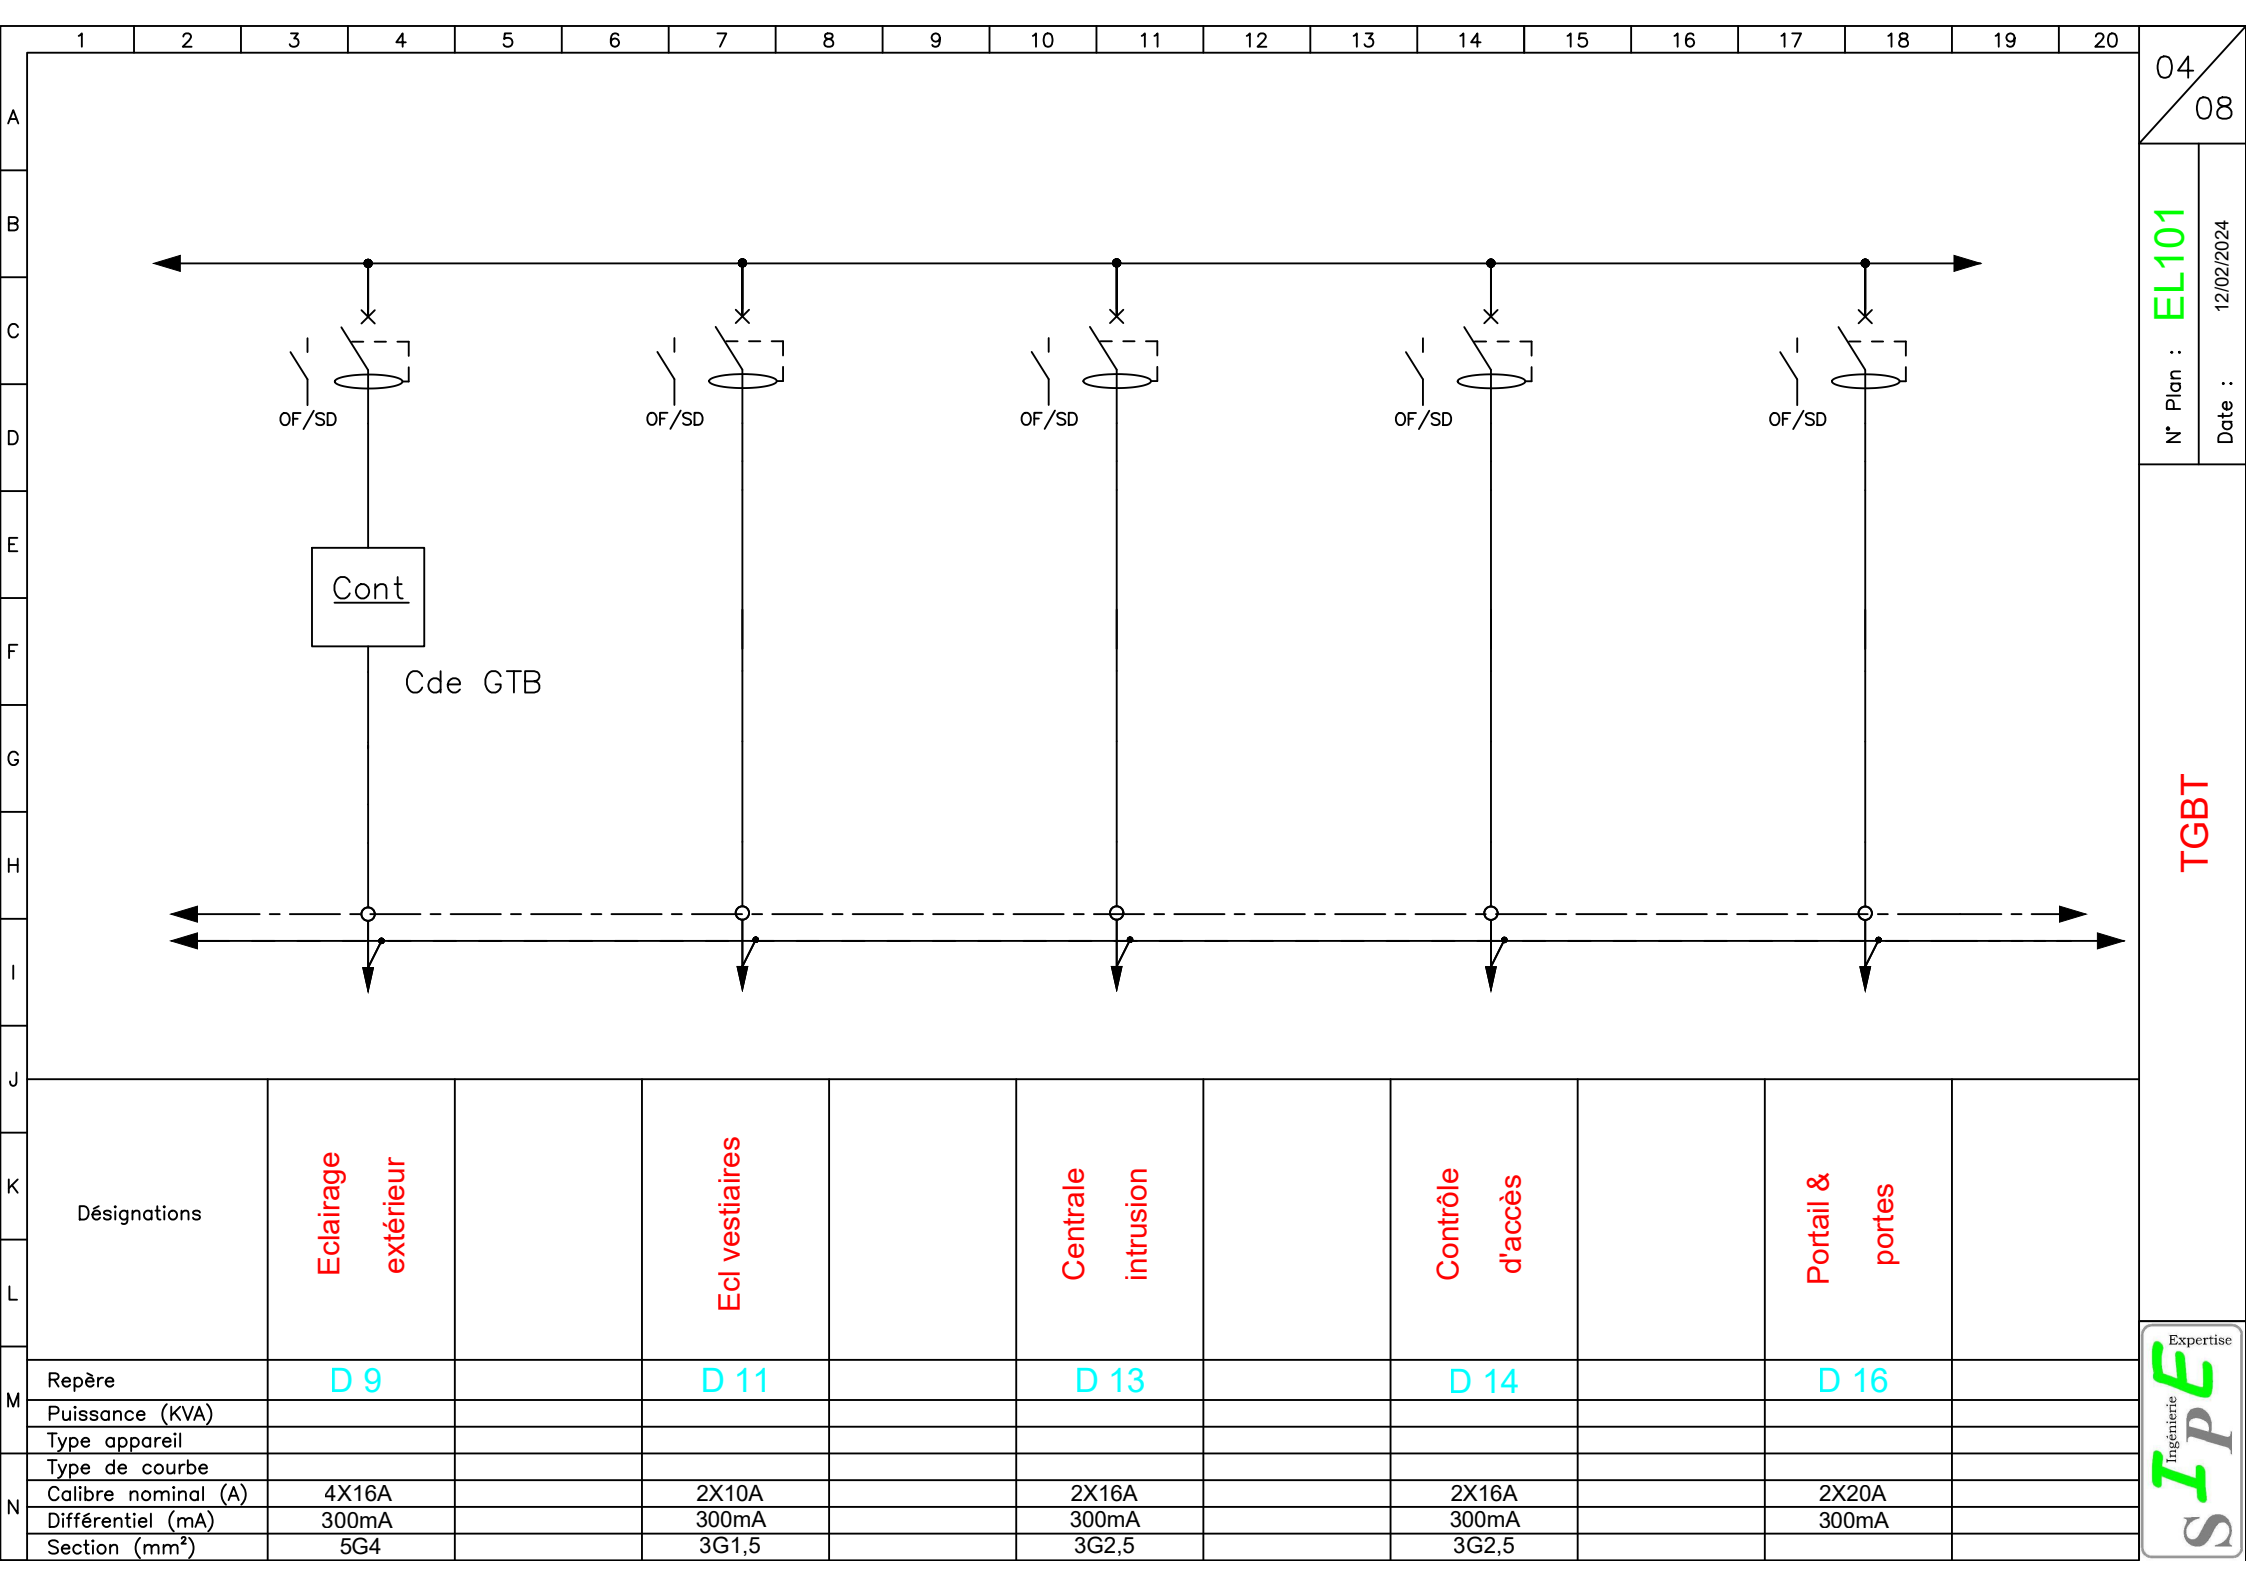 1 2 3 4 5 6 7 8 9 10 11 12 13 14 15 16 17 18 19 20
04
08
A
B
C
D
E
F
G
H
I
J
K
L
M
N
N° Plan : EL101
Date : 12/02/2024
TGBT
OF/SD OF/SD OF/SD OF/SD OF/SD
Cont
Cde GTB
Désignations
Eclairage
extérieur
Ecl vestiaires
Centrale
intrusion
Contrôle
d'accès
Portail &
portes
Repère D 9 D 11 D 13 D 14 D 16
Puissance (KVA)
Type appareil
Type de courbe
Calibre nominal (A) 4X16A 2X10A 2X16A 2X16A 2X20A
Différentiel (mA) 300mA 300mA 300mA 300mA 300mA
Section (mm²) 5G4 3G1,5 3G2,5 3G2,5
S I P E
Ingénierie
Expertise